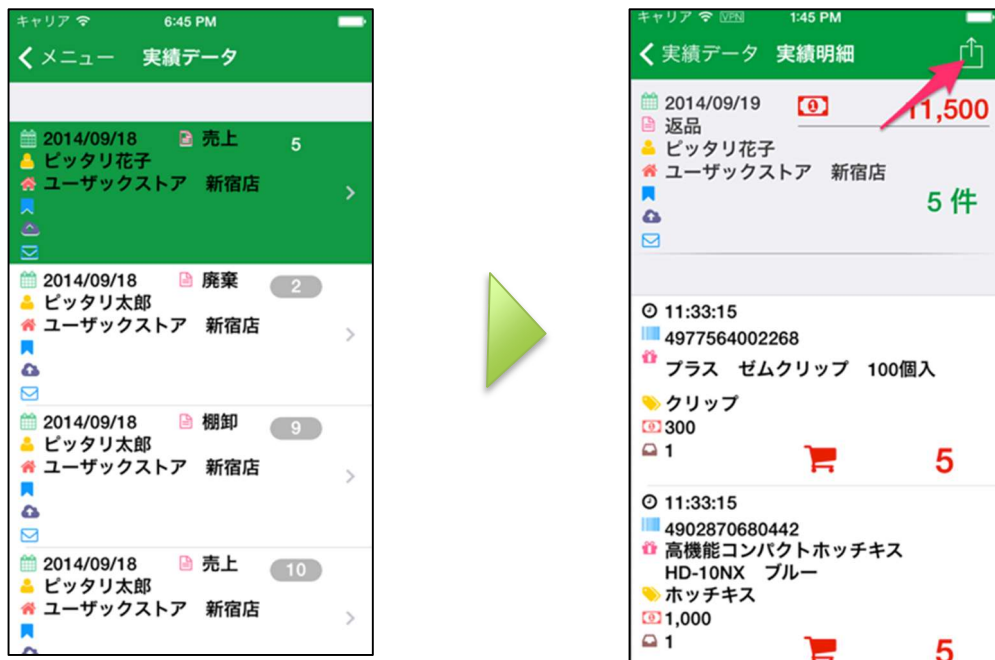 キャリア 6:45 PM
メニュー 実績データ
2014/09/18 売上 5
ピッタリ花子
ユーザックストア 新宿店
2014/09/18 廃棄 2
ピッタリ太郎
ユーザックストア 新宿店
2014/09/18 棚卸 9
ピッタリ太郎
ユーザックストア 新宿店
2014/09/18 売上 10
ピッタリ太郎
ユーザックストア 新宿店
キャリア VPN 1:45 PM
実績データ 実績明細
2014/09/19 11,500
返品
ピッタリ花子
ユーザックストア 新宿店
5 件
11:33:15
4977564002268
プラス ゼムクリップ 100個入
クリップ
300
1 5
11:33:15
4902870680442
高機能コンパクトホッチキス
HD-10NX ブルー
ホッチキス
1,000
1 5